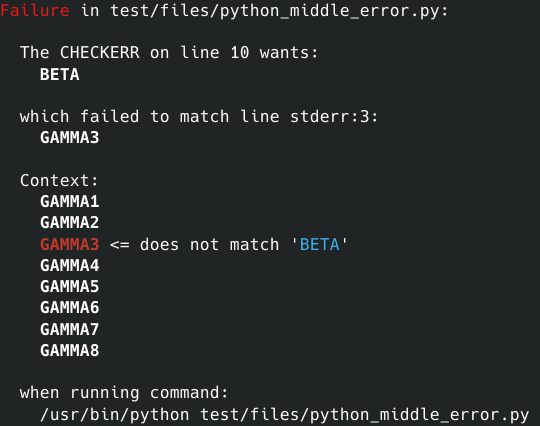 Failure in test/files/python_middle_error.py:
The CHECKERR on line 10 wants:
BETA
which failed to match line stderr:3:
GAMMA3
Context:
GAMMA1
GAMMA2
GAMMA3 <= does not match 'BETA'
GAMMA4
GAMMA5
GAMMA6
GAMMA7
GAMMA8
when running command:
/usr/bin/python test/files/python_middle_error.py